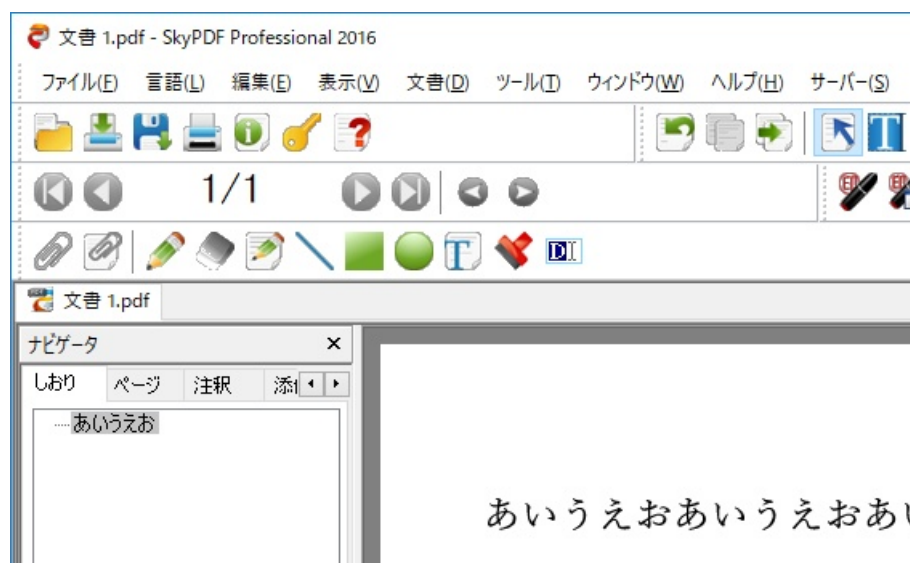 文書 1.pdf - SkyPDF Professional 2016
ファイル(F) 言語(L) 編集(E) 表示(V) 文書(D) ツール(T) ウィンドウ(W) ヘルプ(H) サーバー(S)
1/1
文書 1.pdf
ナビゲータ
しおり ページ 注釈
あいうえお
あいうえおあいうえおあ